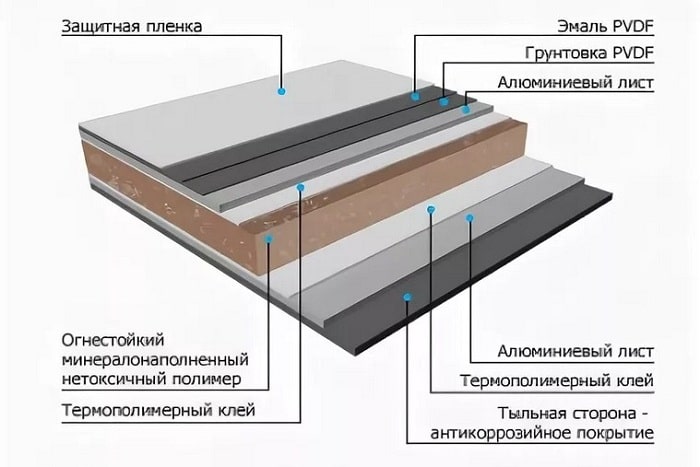 Защитная пленка
Эмаль PVDF
Грунтовка PVDF
Алюминиевый лист
Огнестойкий
минералонаполненный
нетоксичный полимер
Термополимерный клей
Алюминиевый лист
Термополимерный клей
Тыльная сторона -
антикоррозийное покрытие